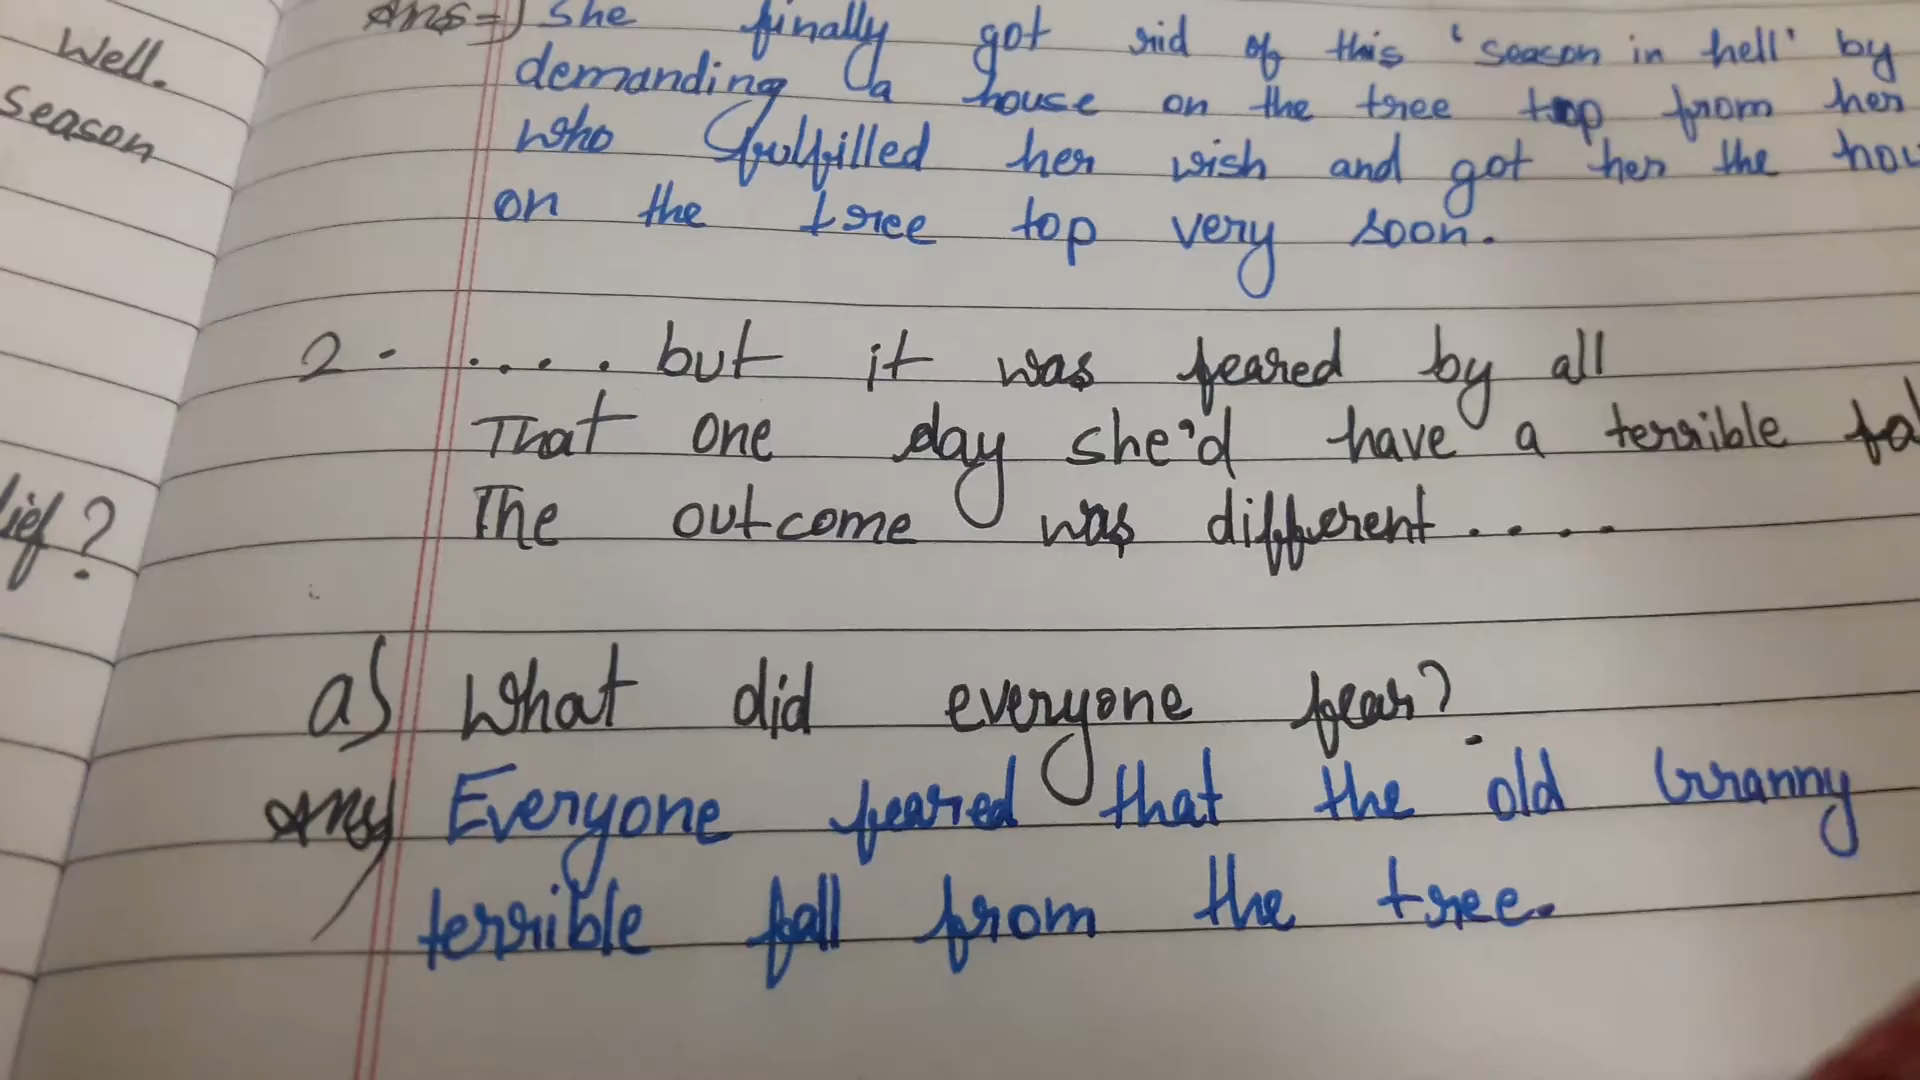 Well.
season
lief?
Ans=) She finally got rid of this 'season in hell' by
demanding a house on the tree top from her
who fulfilled her wish and got her the hou
on the tree top very soon.
2. .... but it was feared by all
That one day she'd have a terrible fal
The outcome was different ....
a) What did everyone fear?
Ans) Everyone feared that the old Granny
terrible fall from the tree.